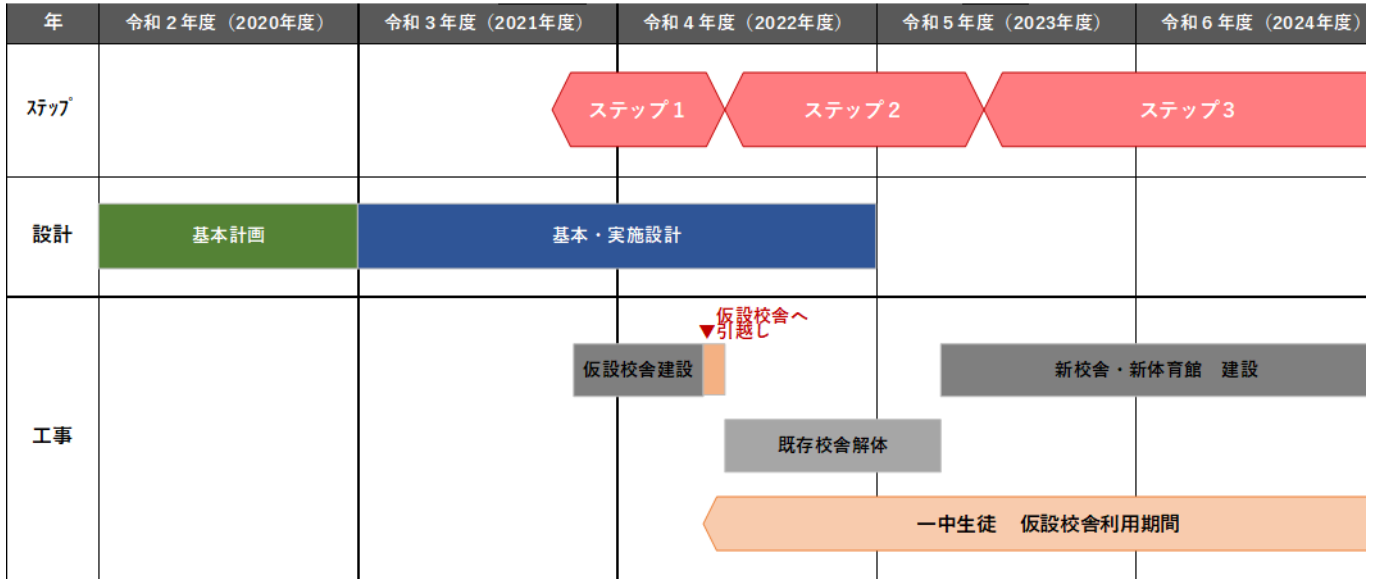 年
令和２年度（2020年度）
令和３年度（2021年度）
令和４年度（2022年度）
令和５年度（2023年度）
令和６年度（2024年度）
ｽﾃｯﾌﾟ
ステップ１
ステップ２
ステップ３
設計
基本計画
基本・実施設計
工事
仮設校舎へ
▼引越し
仮設校舎建設
新校舎・新体育館　建設
既存校舎解体
一中生徒　仮設校舎利用期間